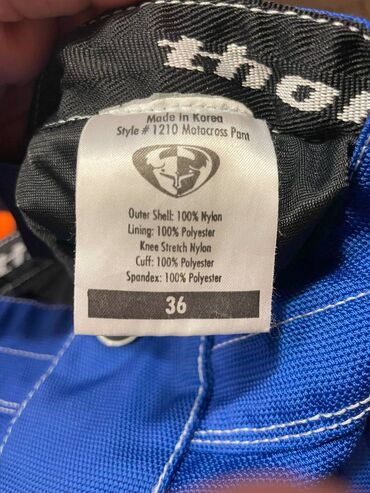 thor
Made in Korea
Style # 1210 Motocross Pant
Outer Shell: 100% Nylon
Lining: 100% Polyester
Knee Stretch Nylon
Cuff: 100% Polyester
Spandex: 100% Polyester
36